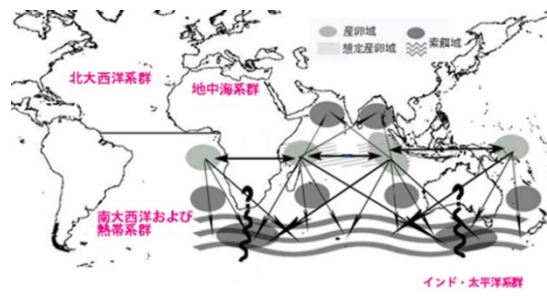 産卵域
索餌域
想定産卵域
北大西洋系群
地中海系群
南大西洋および
熱帯系群
インド・太平洋系群